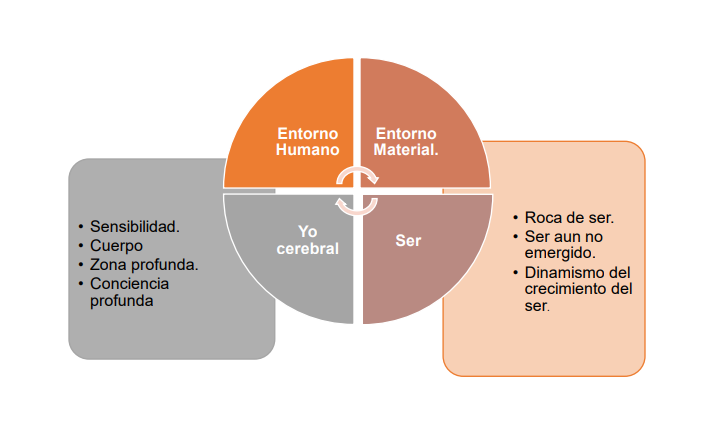 Entorno
Humano
Entorno
Material.
Yo
cerebral
Ser
• Sensibilidad.
• Cuerpo
• Zona profunda.
• Conciencia
profunda
• Roca de ser.
• Ser aun no
emergido.
• Dinamismo del
crecimiento del
ser.